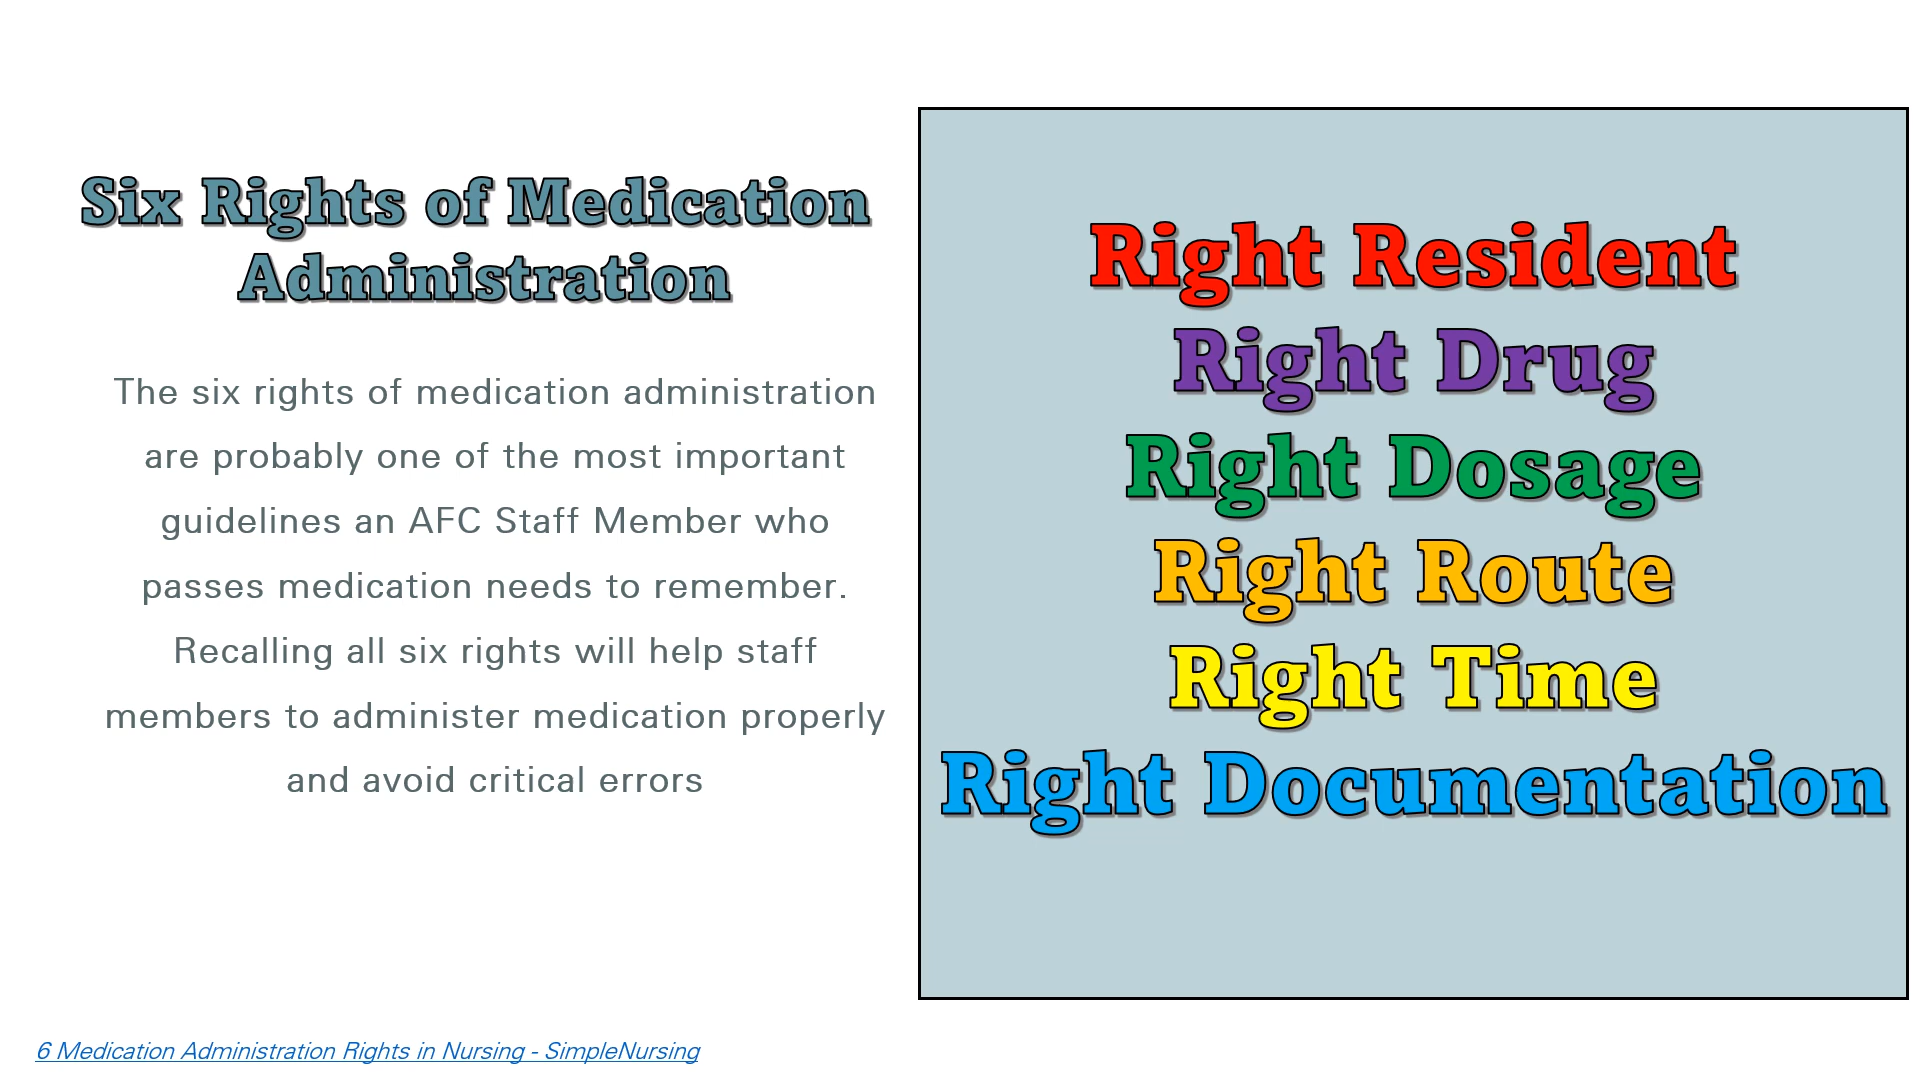 Six Rights of Medication
Administration
The six rights of medication administration
are probably one of the most important
guidelines an AFC Staff Member who
passes medication needs to remember.
Recalling all six rights will help staff
members to administer medication properly
and avoid critical errors
Right Resident
Right Drug
Right Dosage
Right Route
Right Time
Right Documentation
6 Medication Administration Rights in Nursing - SimpleNursing